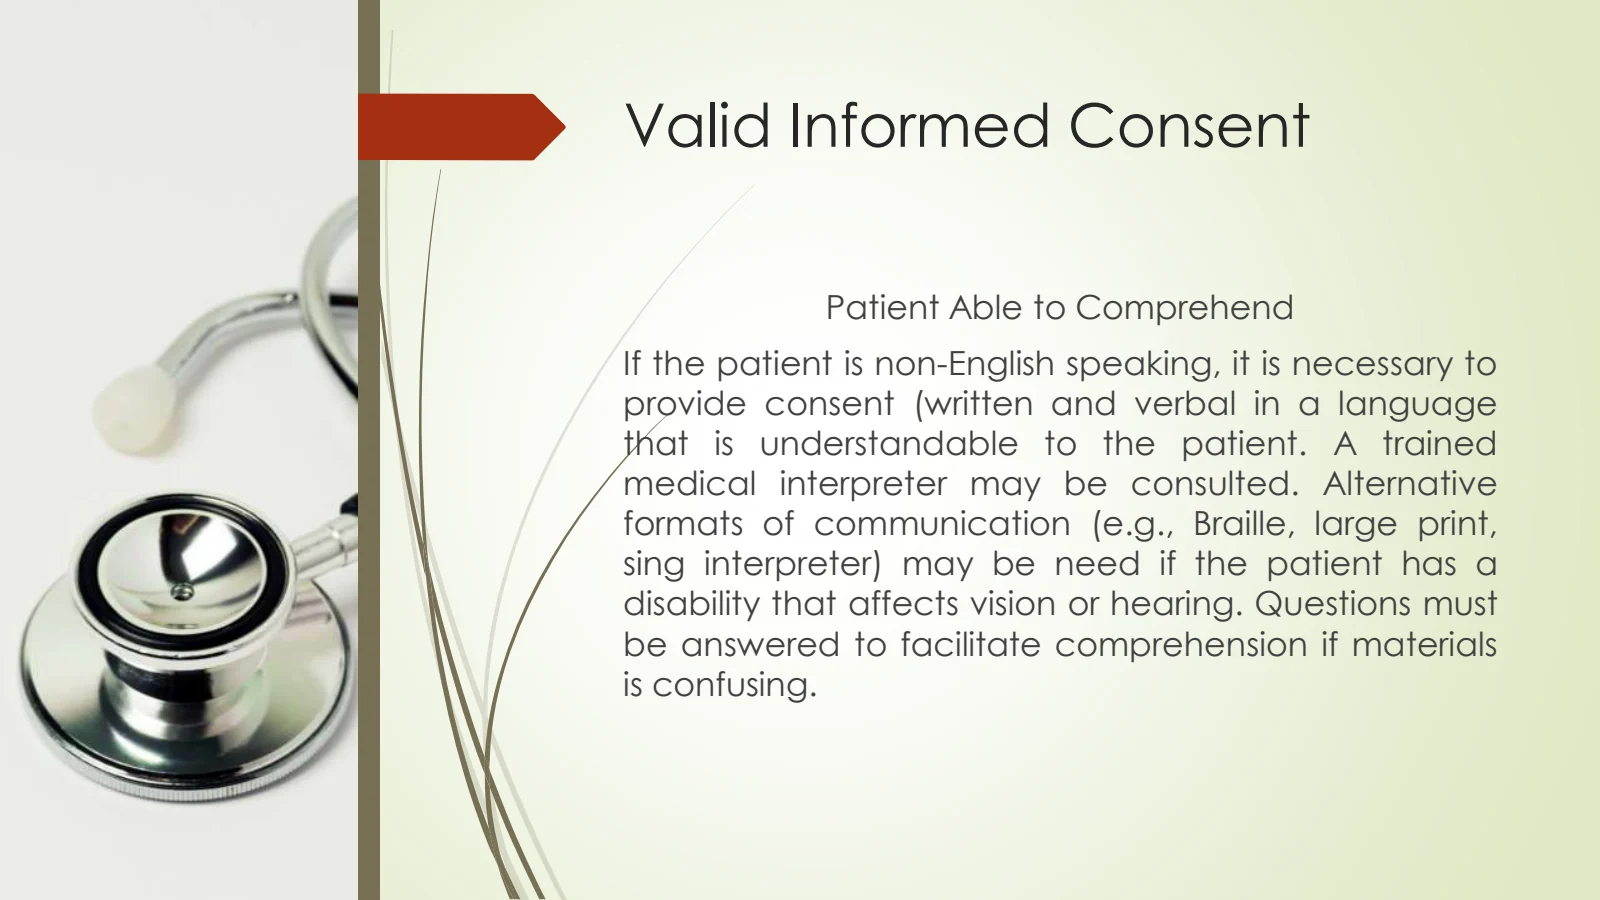 Valid Informed Consent
Patient Able to Comprehend
If the patient is non-English speaking, it is necessary to
provide consent (written and verbal in a language
that is understandable to the patient. A trained
medical interpreter may be consulted. Alternative
formats of communication (e.g., Braille, large print,
sing interpreter) may be need if the patient has a
disability that affects vision or hearing. Questions must
be answered to facilitate comprehension if materials
is confusing.